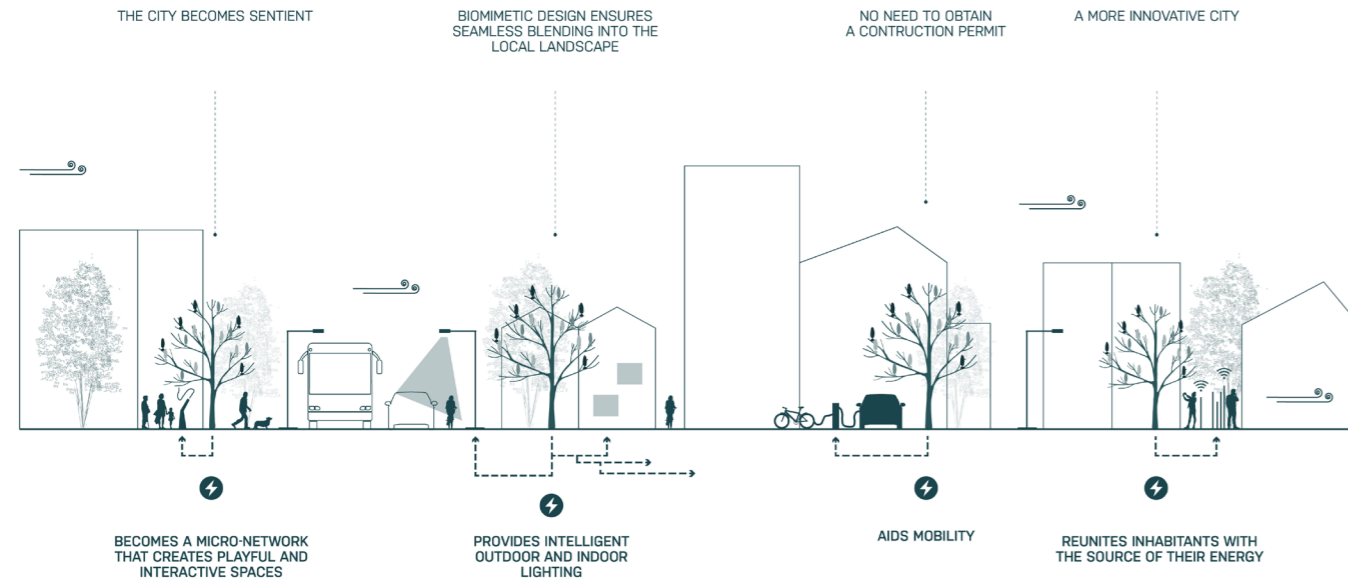 THE CITY BECOMES SENTIENT
BIOMIMETIC DESIGN ENSURES
SEAMLESS BLENDING INTO THE
LOCAL LANDSCAPE
NO NEED TO OBTAIN
A CONTRUCTION PERMIT
A MORE INNOVATIVE CITY
BECOMES A MICRO-NETWORK
THAT CREATES PLAYFUL AND
INTERACTIVE SPACES
PROVIDES INTELLIGENT
OUTDOOR AND INDOOR
LIGHTING
AIDS MOBILITY
REUNITES INHABITANTS WITH
THE SOURCE OF THEIR ENERGY